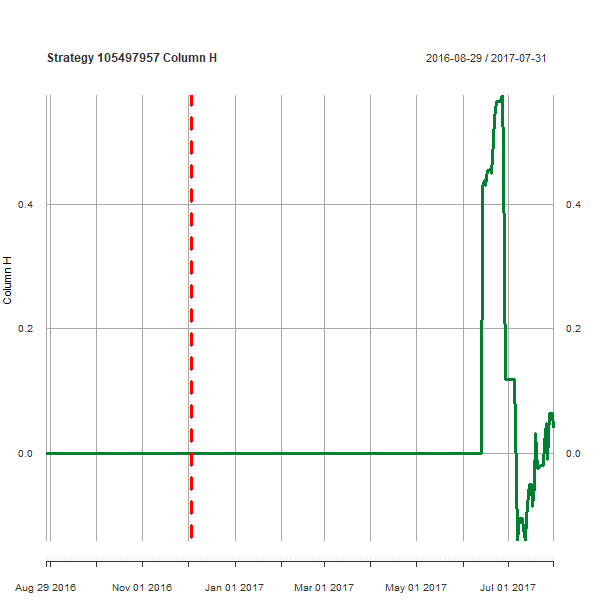 Strategy 105497957 Column H
2016-08-29 / 2017-07-31
Column H
0.4
0.4
0.2
0.2
0.0
0.0
Aug 29 2016
Nov 01 2016
Jan 01 2017
Mar 01 2017
May 01 2017
Jul 01 2017